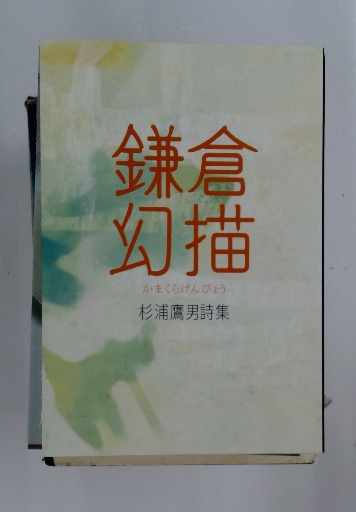 鎌倉
幻描
かまくらげんびょう
杉浦鷹男詩集